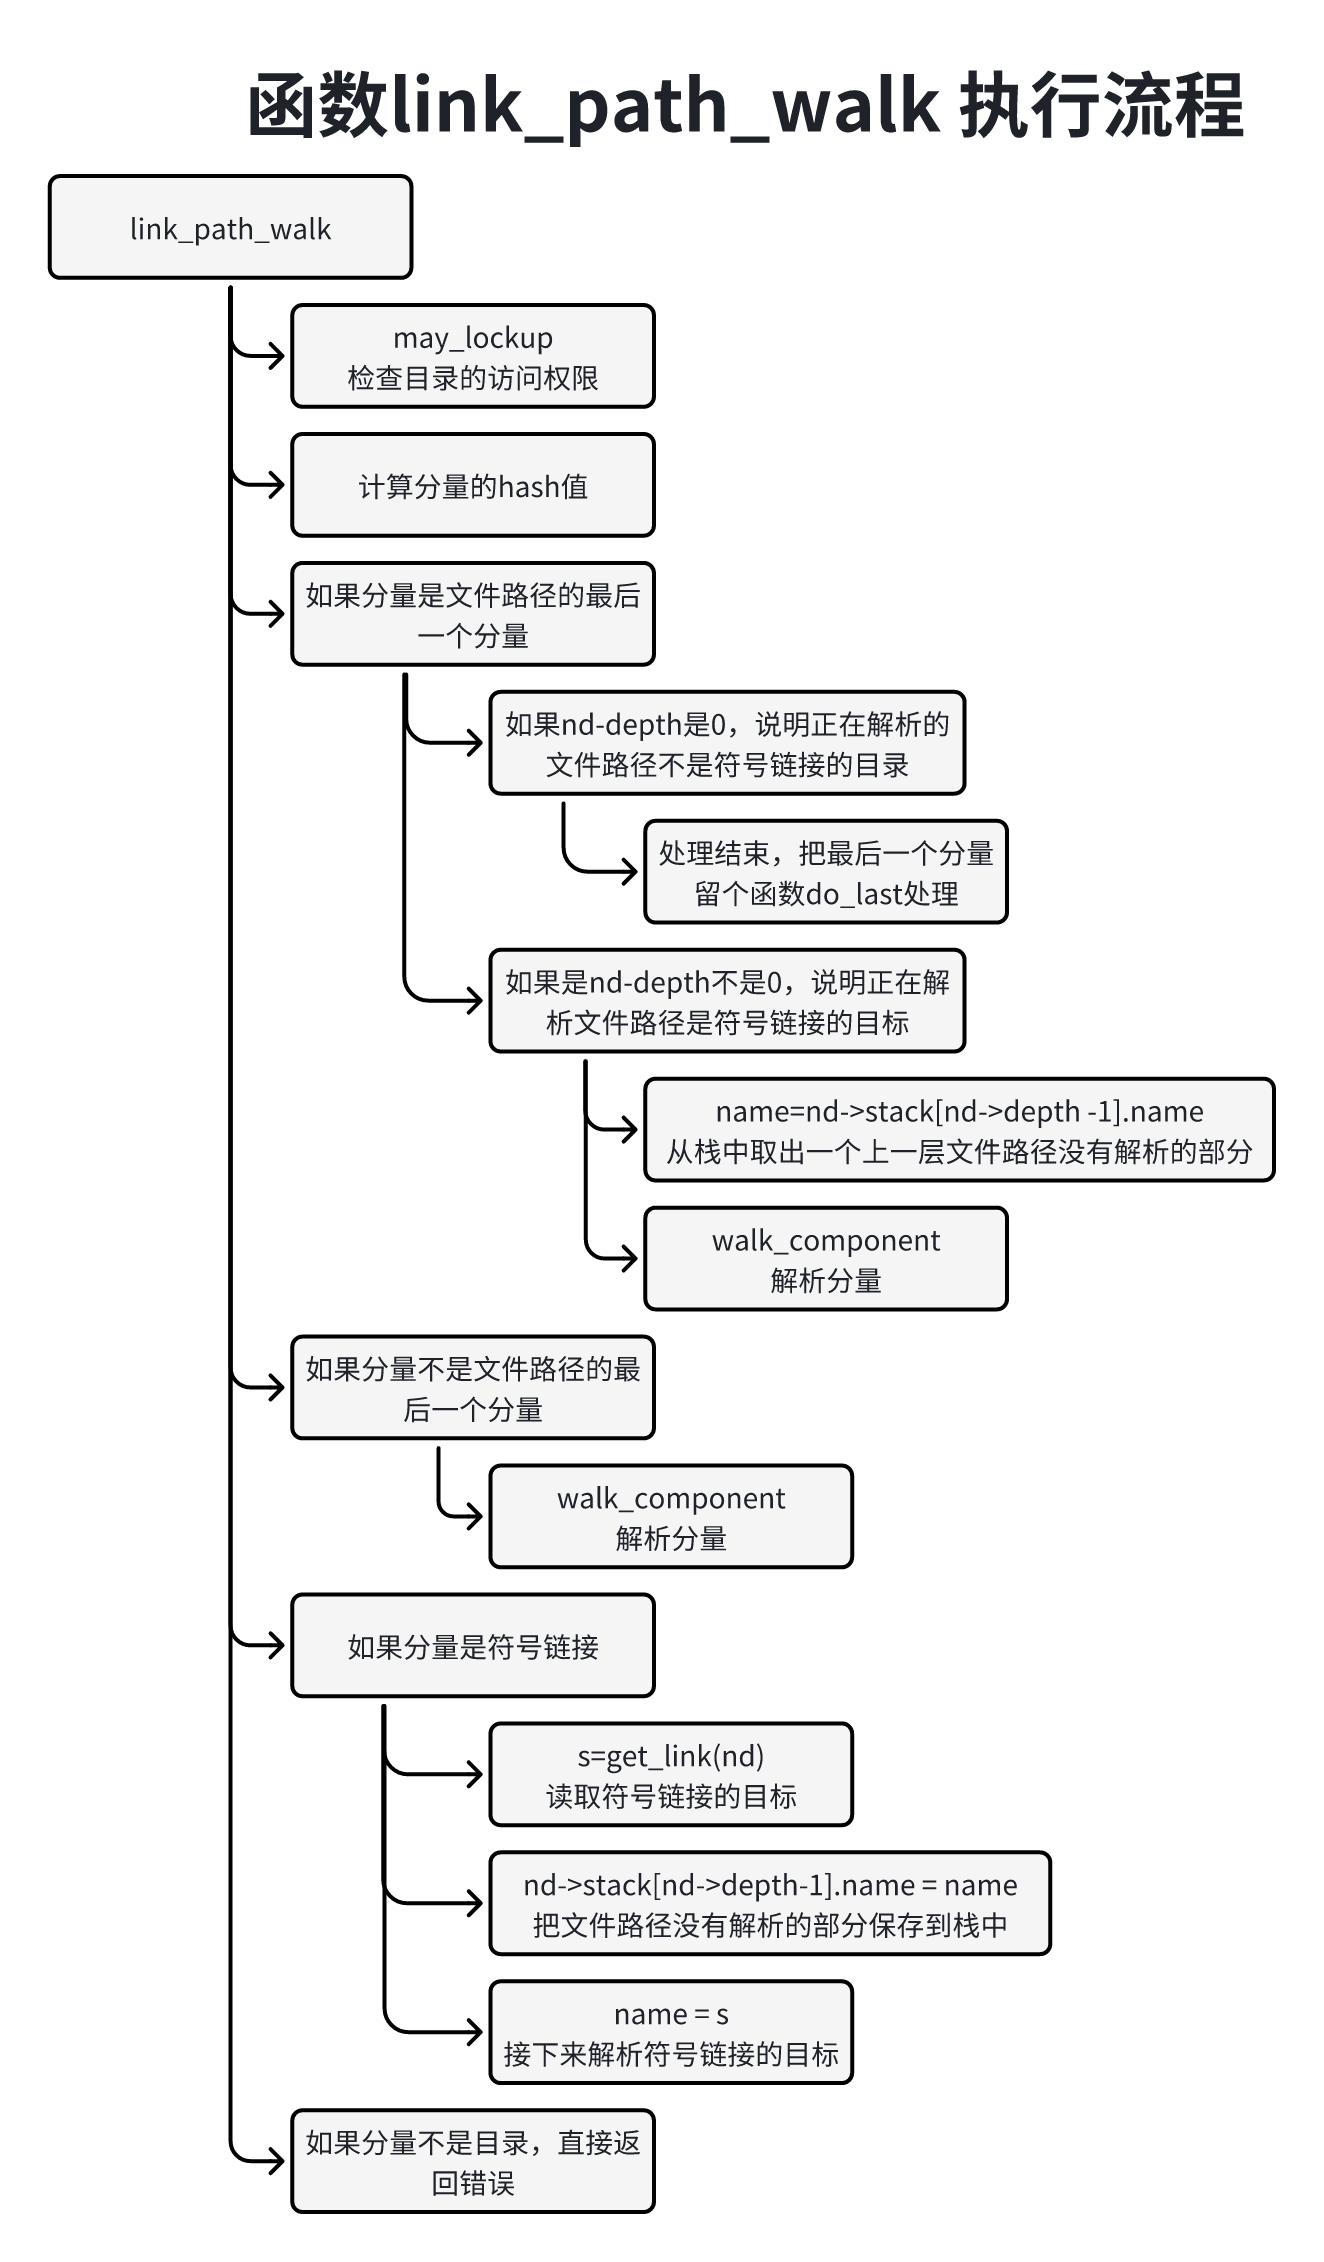 函数link_path_walk 执行流程
link_path_walk
may_lockup
检查目录的访问权限
计算分量的hash值
如果分量是文件路径的最后
一个分量
如果nd-depth是0，说明正在解析的
文件路径不是符号链接的目录
处理结束，把最后一个分量
留个函数do_last处理
如果是nd-depth不是0，说明正在解
析文件路径是符号链接的目标
name=nd->stack[nd->depth -1].name
从栈中取出一个上一层文件路径没有解析的部分
walk_component
解析分量
如果分量不是文件路径的最
后一个分量
walk_component
解析分量
如果分量是符号链接
s=get_link(nd)
读取符号链接的目标
nd->stack[nd->depth-1].name = name
把文件路径没有解析的部分保存到栈中
name = s
接下来解析符号链接的目标
如果分量不是目录，直接返
回错误